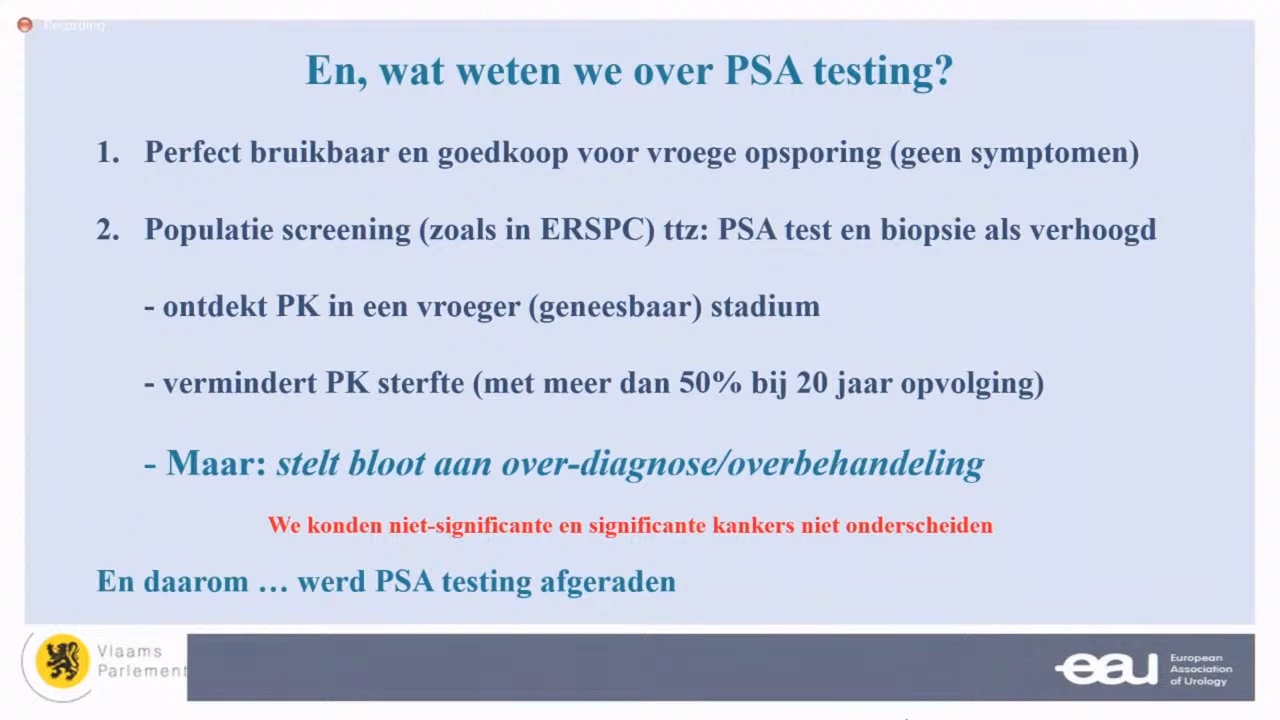 Recording
En, wat weten we over PSA testing?
1. Perfect bruikbaar en goedkoop voor vroege opsporing (geen symptomen)
2. Populatie screening (zoals in ERSPC) ttz: PSA test en biopsie als verhoogd
- ontdekt PK in een vroeger (geneesbaar) stadium
- vermindert PK sterfte (met meer dan 50% bij 20 jaar opvolging)
- Maar: stelt bloot aan over-diagnose/overbehandeling
We konden niet-significante en significante kankers niet onderscheiden
En daarom … werd PSA testing afgeraden
Vlaams
Parlement
eau
European
Association
of Urology